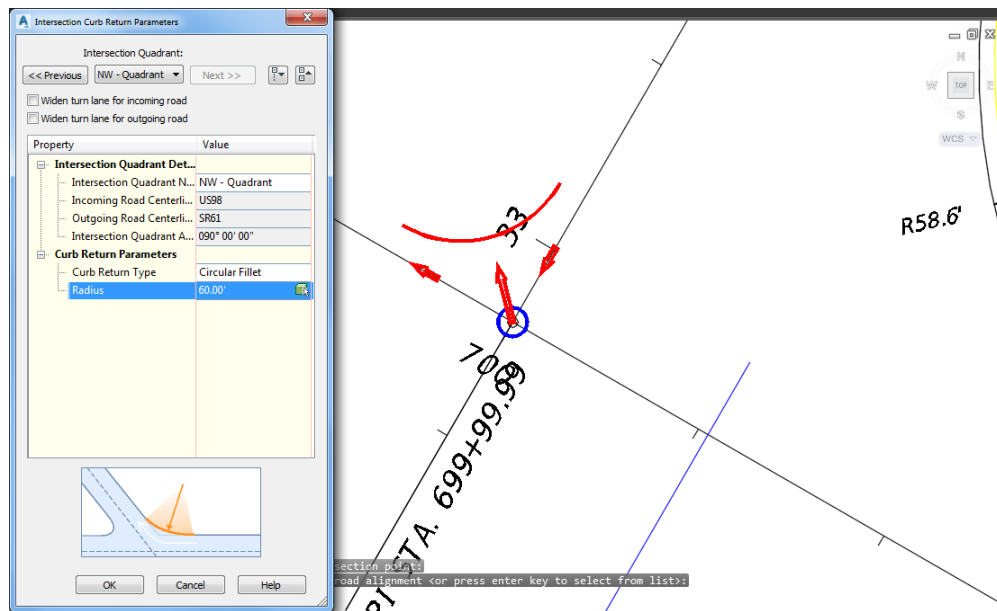 Intersection Curb Return Parameters
Intersection Quadrant:
<< Previous
NW - Quadrant
Next >>
Widen turn lane for incoming road
Widen turn lane for outgoing road
Property Value
Intersection Quadrant Det...
Intersection Quadrant N... NW - Quadrant
Incoming Road Centerli... US98
Outgoing Road Centerli... SR61
Intersection Quadrant A... 090° 00' 00"
Curb Return Parameters
Curb Return Type Circular Fillet
Radius 60.00'
OK Cancel Help
N
W TOP E
S
WCS
R58.6'
33
PI STA. 699+99.99
section point:
road alignment <or press enter key to select from list>: